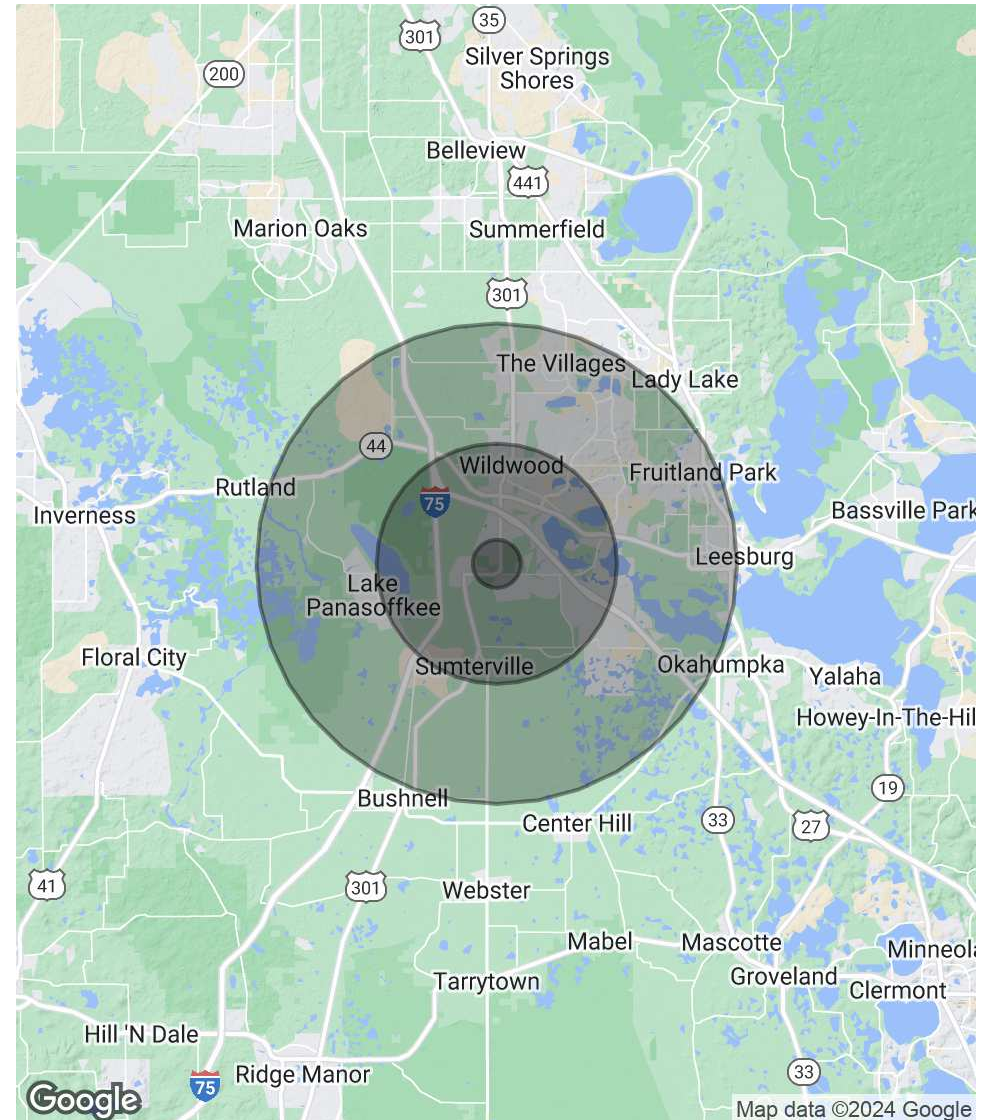 35
301
Silver Springs
Shores
200
Belleview
441
Marion Oaks
Summerfield
301
The Villages
Lady Lake
44
Wildwood
Fruitland Park
Rutland
75
Bassville Park
Inverness
Leesburg
Lake
Panasoffkee
Floral City
Sumterville
Okahumpka
Yalaha
Howey-In-The-Hil
19
Bushnell
33
27
Center Hill
41
301
Webster
Mabel
Mascotte
Minneola
Groveland
Tarrytown
Clermont
Hill 'N Dale
75
Ridge Manor
33
Google
Map data ©2024 Google